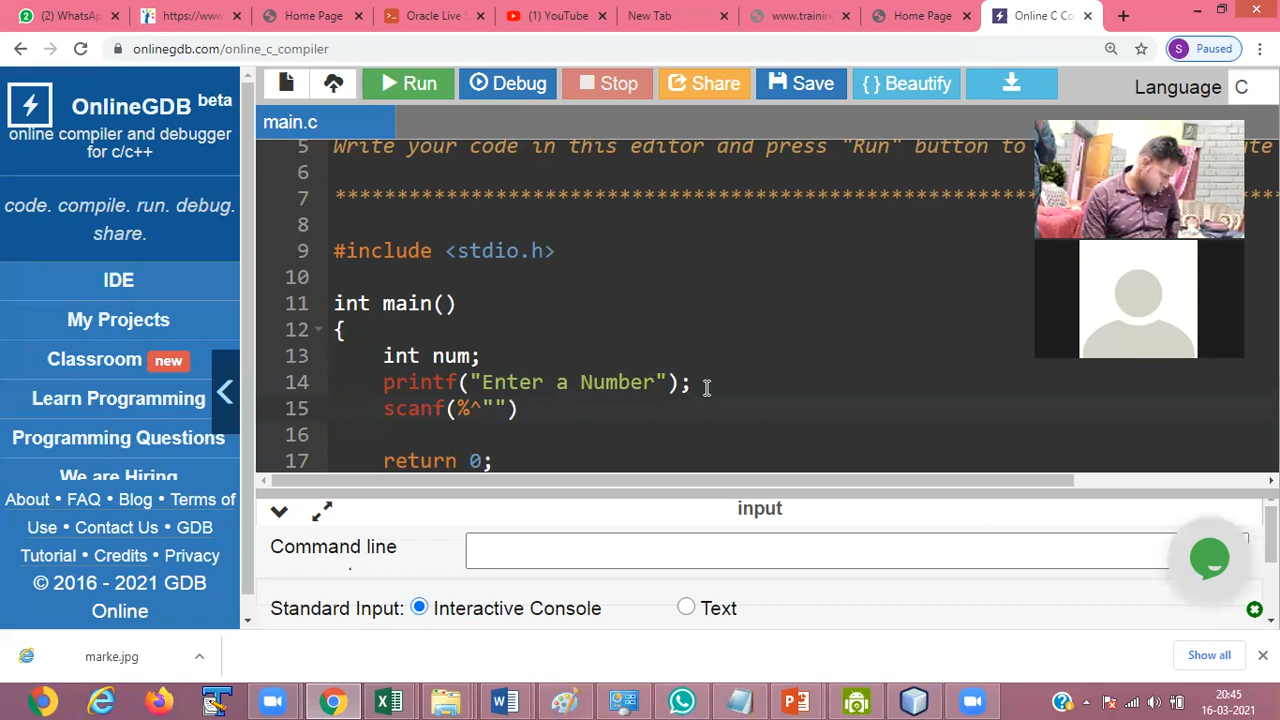 (2) WhatsA
https://www
Home Page
Oracle Live
(1) YouTube
New Tab
www.trainin
Home Page
Online C Co
onlinegdb.com/online_c_compiler
S
Paused
OnlineGDB beta
online compiler and debugger
for c/c++
code. compile. run. debug.
share.
IDE
My Projects
Classroom new
Learn Programming
Programming Questions
We are Hiring
About • FAQ • Blog • Terms of
Use • Contact Us • GDB
Tutorial • Credits • Privacy
© 2016 - 2021 GDB
Online
Run
Debug
Stop
Share
Save
{ } Beautify
Language C
main.c
5 Write your code in this editor and press "Run" button to
6
7 ****************************************************************************
8
9 #include <stdio.h>
10
11 int main()
12 {
13 int num;
14 printf("Enter a Number");
15 scanf(%^"")
16
17 return 0;
input
Command line
Standard Input: Interactive Console Text
marke.jpg
Show all
20:45
16-03-2021